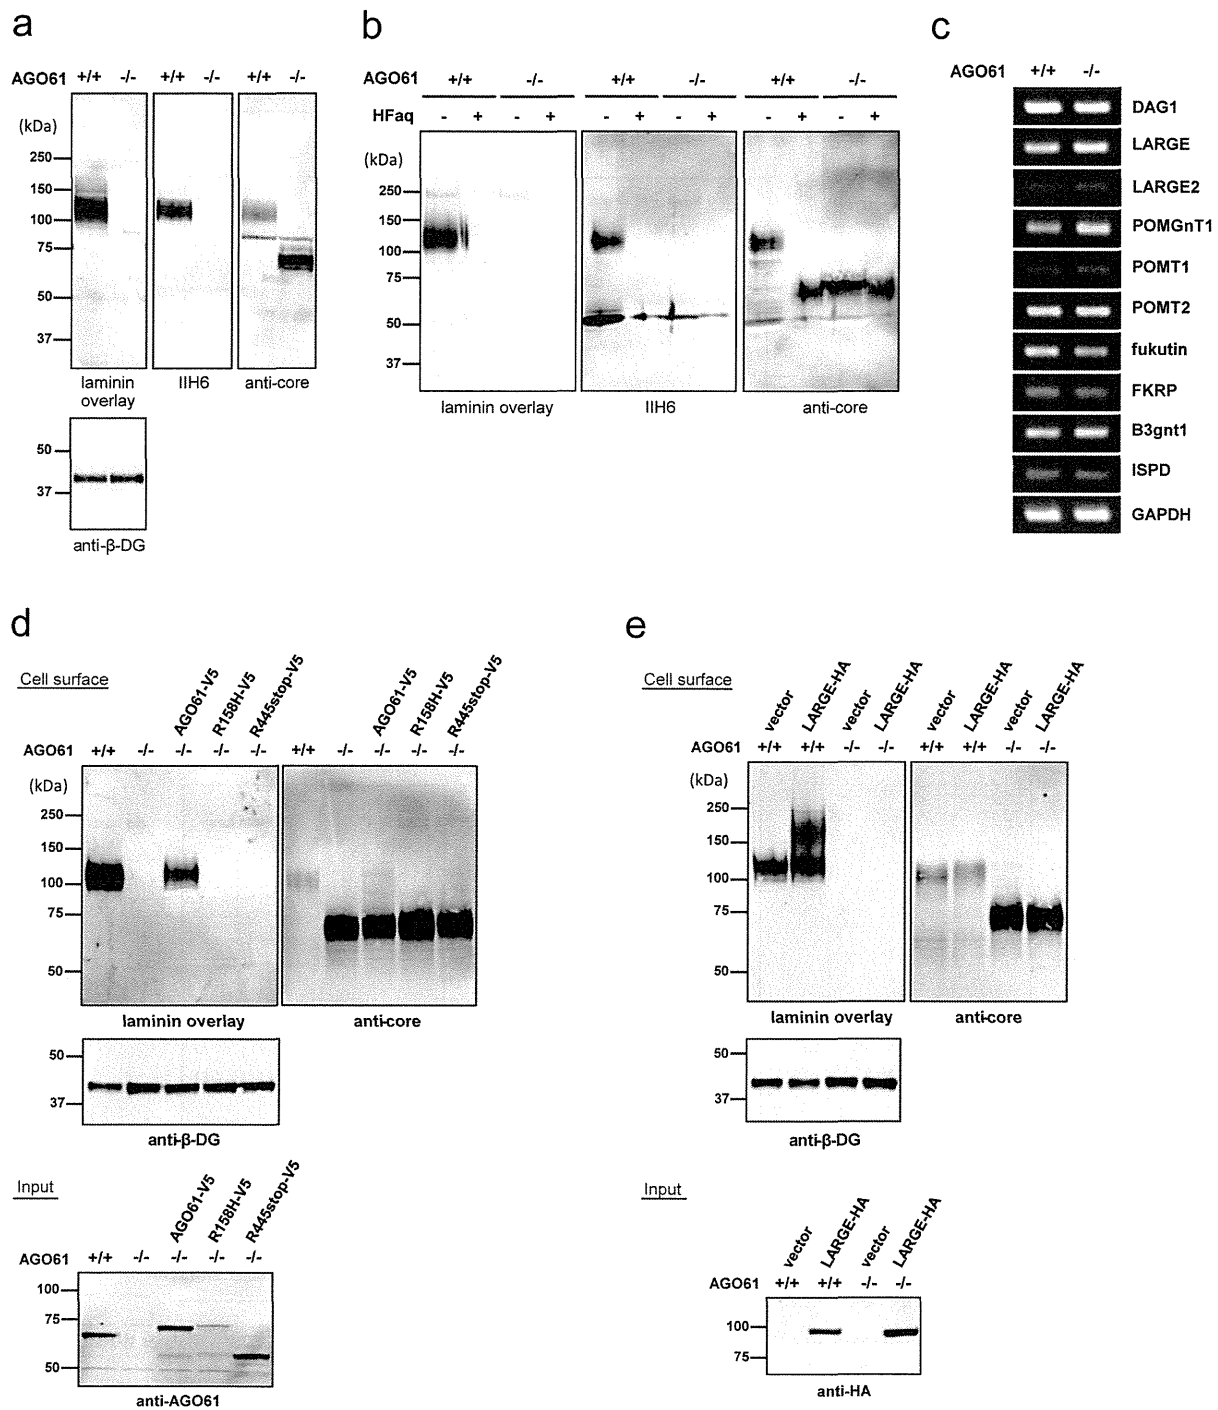 a
AGO61 +/+ -/- +/+ -/- +/+ -/-
(kDa)
250
150
100
75
50
37
laminin overlay
IIH6
anti-core
50
37
anti-β-DG
b
AGO61 +/+ -/- +/+ -/- +/+ -/-
HFaq - + - + - + - + - + - +
(kDa)
250
150
100
75
50
37
laminin overlay
IIH6
anti-core
c
AGO61 +/+ -/-
DAG1
LARGE
LARGE2
POMGnT1
POMT1
POMT2
fukutin
FKRP
B3gnt1
ISPD
GAPDH
d
Cell surface
AGO61-V5
R158H-V5
R445stop-V5
AGO61-V5
R158H-V5
R445stop-V5
AGO61 +/+ -/- -/- -/- -/- +/+ -/- -/- -/- -/-
(kDa)
250
150
100
75
50
laminin overlay
anti-core
50
37
anti-β-DG
Input
AGO61-V5
R158H-V5
R445stop-V5
AGO61 +/+ -/- -/- -/- -/-
100
75
50
anti-AGO61
e
Cell surface
vector
LARGE-HA
vector
LARGE-HA
vector
LARGE-HA
vector
LARGE-HA
AGO61 +/+ +/+ -/- -/- +/+ +/+ -/- -/-
(kDa)
250
150
100
75
50
laminin overlay
anti-core
50
37
anti-β-DG
Input
vector
LARGE-HA
vector
LARGE-HA
AGO61 +/+ +/+ -/- -/-
100
75
anti-HA